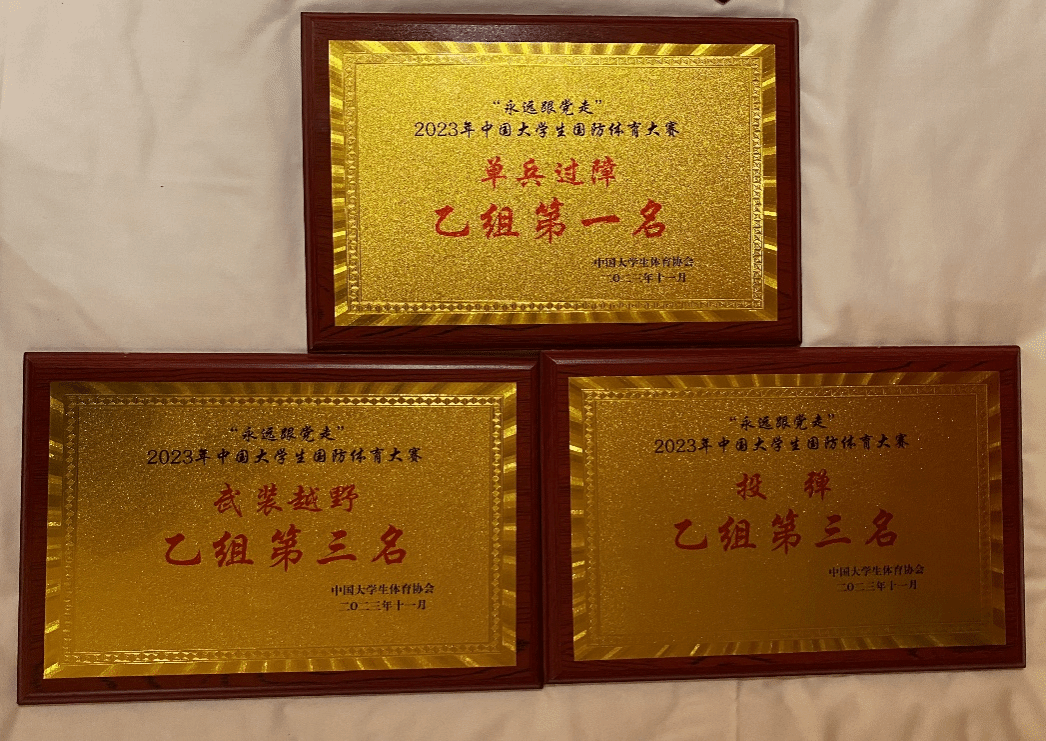 “永远跟党走”
2023年中国大学生国防体育大赛
单兵过障
乙组第一名
中国大学生体育协会
二〇二三年十一月
“永远跟党走”
2023年中国大学生国防体育大赛
武装越野
乙组第三名
中国大学生体育协会
二〇二三年十一月
“永远跟党走”
2023年中国大学生国防体育大赛
投 弹
乙组第三名
中国大学生体育协会
二〇二三年十一月